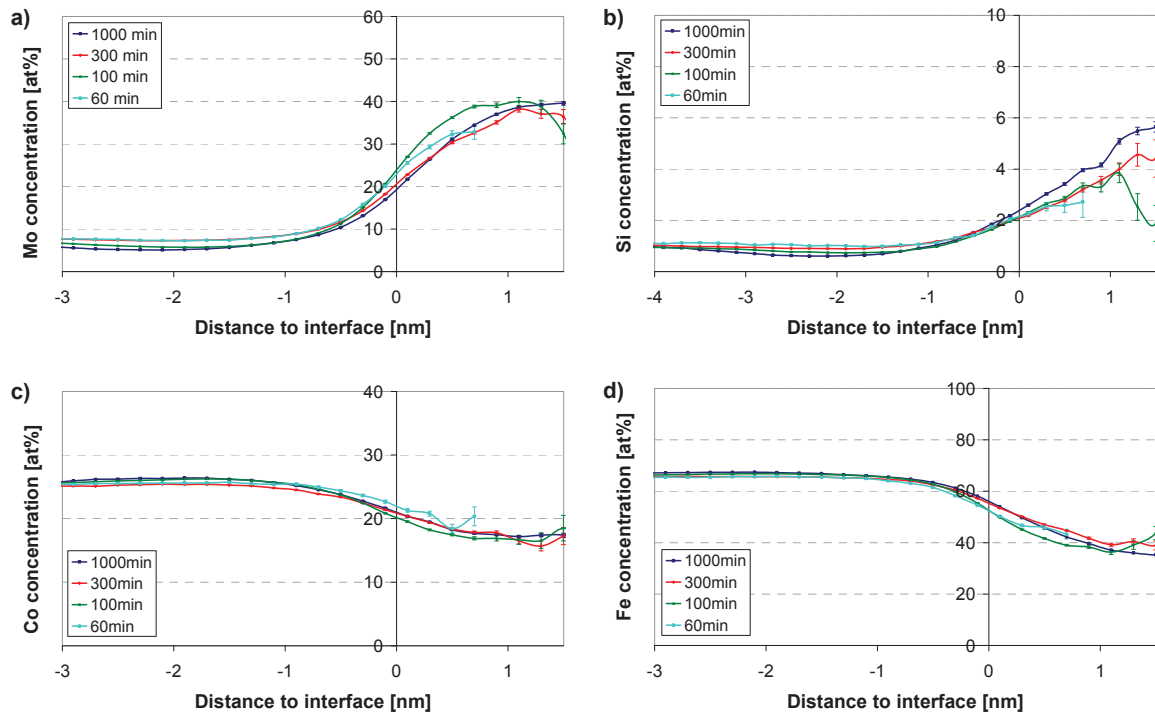 a)
Mo concentration [at%]
60
50
40
30
20
10
0
1000 min
300 min
100 min
60 min
-3
-2
-1
0
1
Distance to interface [nm]
b)
Si concentration [at%]
10
8
6
4
2
0
1000min
300min
100min
60min
-4
-3
-2
-1
0
1
Distance to interface [nm]
c)
Co concentration [at%]
40
30
20
10
0
1000min
300min
100min
60min
-3
-2
-1
0
1
Distance to interface [nm]
d)
Fe concentration [at%]
100
80
60
40
20
0
1000min
300min
100min
60min
-3
-2
-1
0
1
Distance to interface [nm]